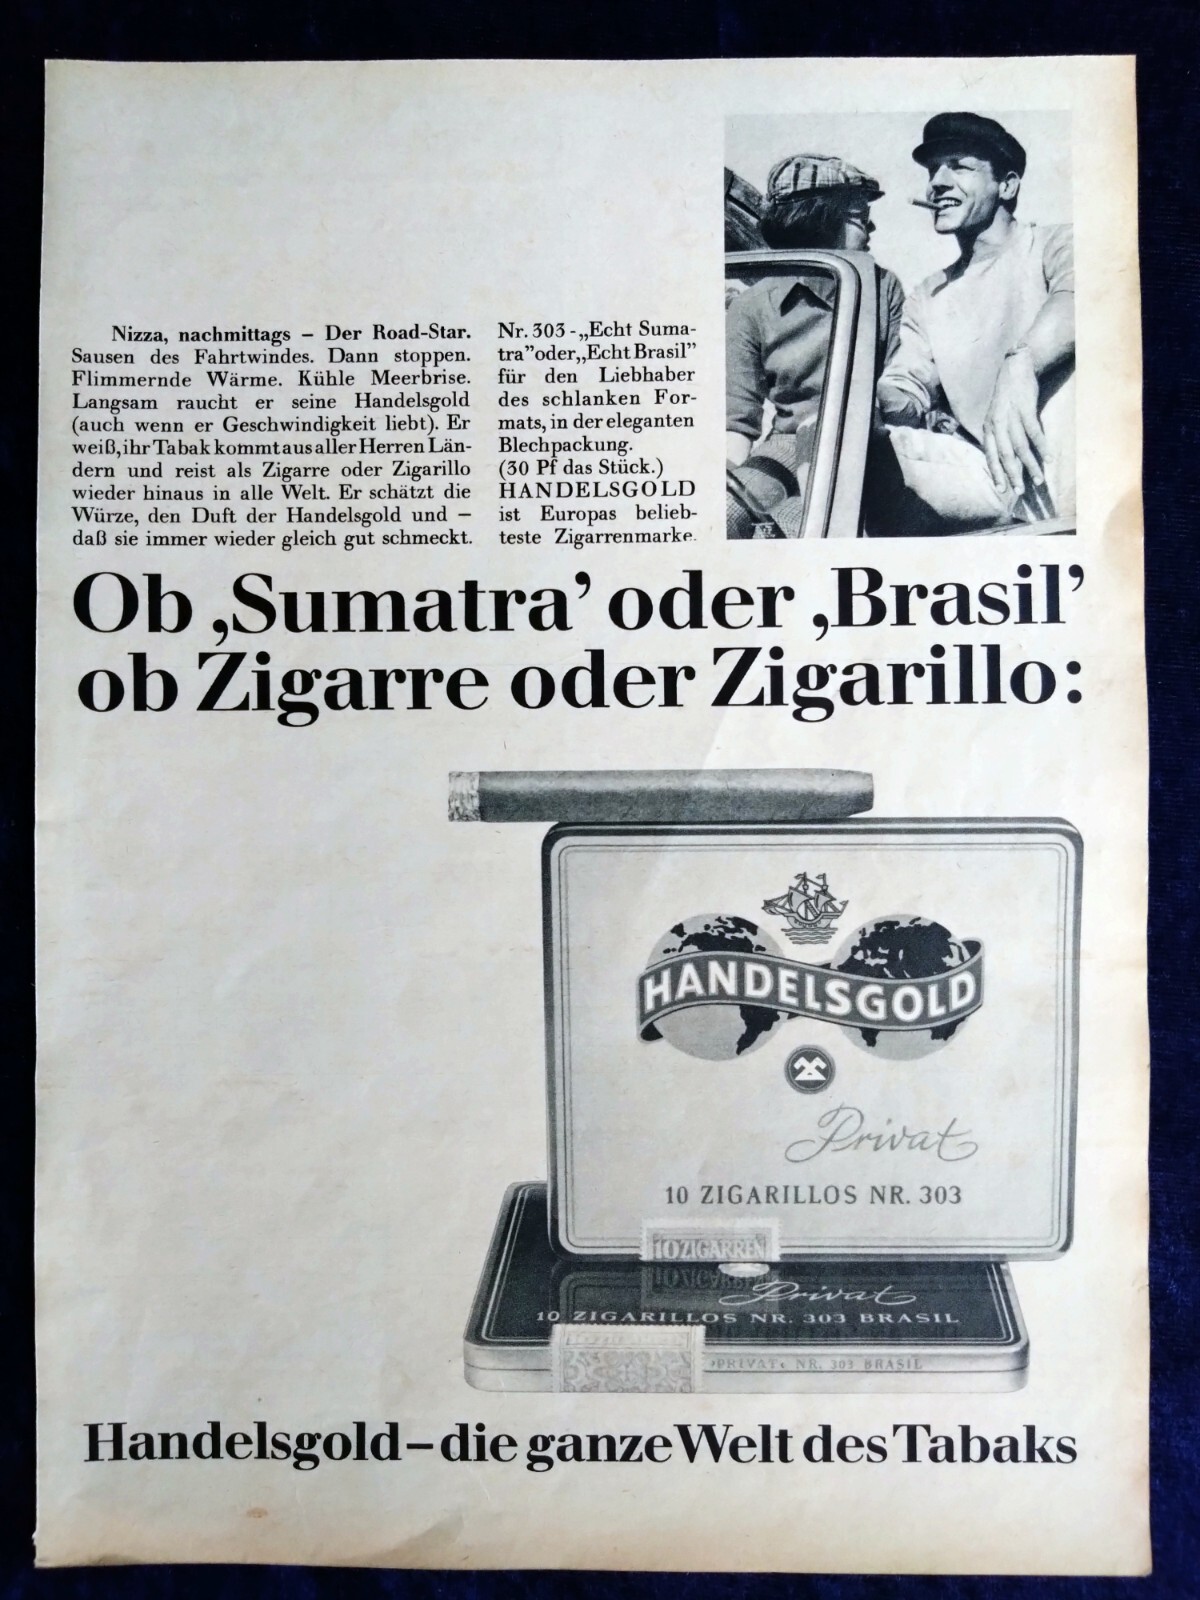 Nizza, nachmittags – Der Road-Star.
Sausen des Fahrtwindes. Dann stoppen.
Flimmernde Wärme. Kühle Meerbrise.
Langsam raucht er seine Handelsgold
(auch wenn er Geschwindigkeit liebt). Er
weiß, ihr Tabak kommt aus aller Herren Län-
dern und reist als Zigarre oder Zigarillo
wieder hinaus in alle Welt. Er schätzt die
Würze, den Duft der Handelsgold und –
daß sie immer wieder gleich gut schmeckt.
Nr. 303 - „Echt Suma-
tra” oder „Echt Brasil”
für den Liebhaber
des schlanken For-
mats, in der eleganten
Blechpackung.
(30 Pf das Stück.)
HANDELSGOLD
ist Europas belieb-
teste Zigarrenmarke.
Ob ‚Sumatra’ oder ‚Brasil’
ob Zigarre oder Zigarillo:
HANDELSGOLD
Privat
10 ZIGARILLOS NR. 303
10 ZIGARREN
Privat
10 ZIGARILLOS NR. 303 BRASIL
»PRIVAT« NR. 303 BRASIL
Handelsgold – die ganze Welt des Tabaks